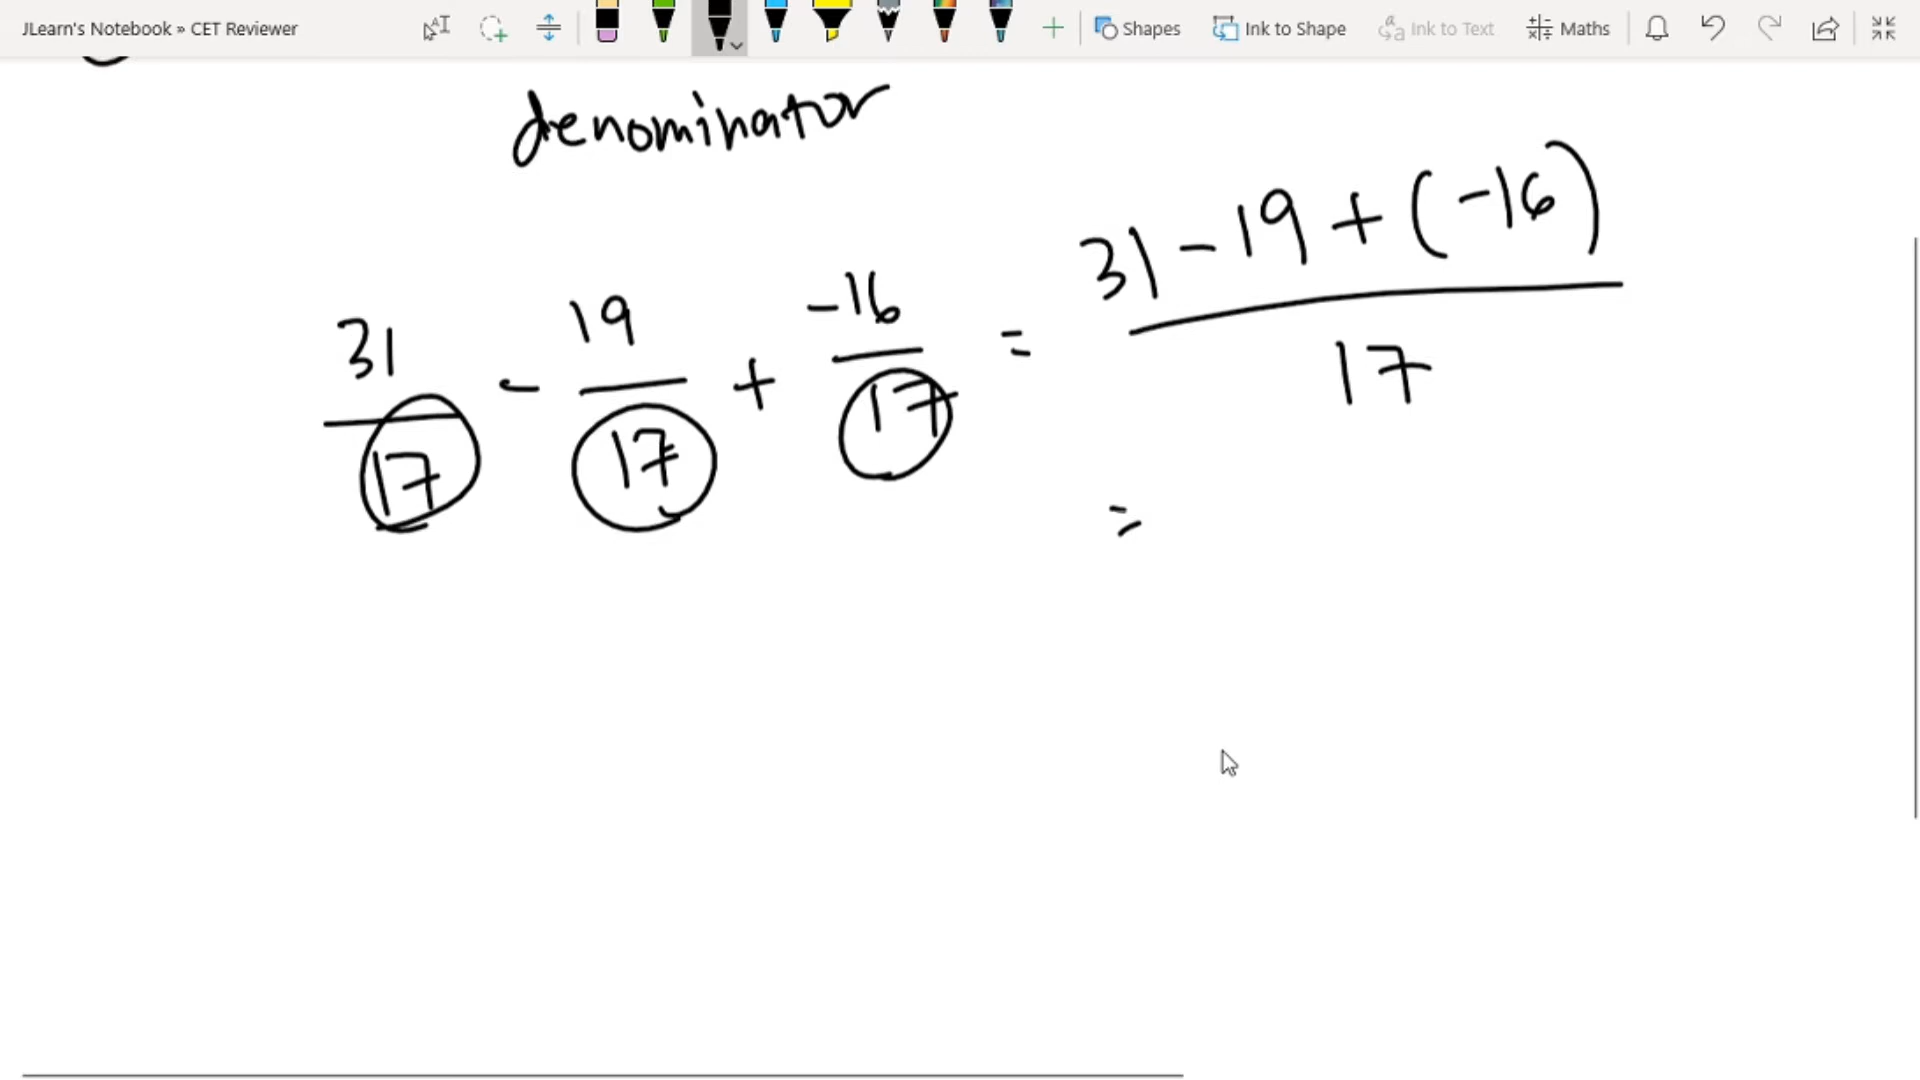 JLearn's Notebook » CET Reviewer Shapes Ink to Shape Ink to Text Maths
denominator
31/17 - 19/17 + -16/17 = 31 - 19 + (-16)/17
=